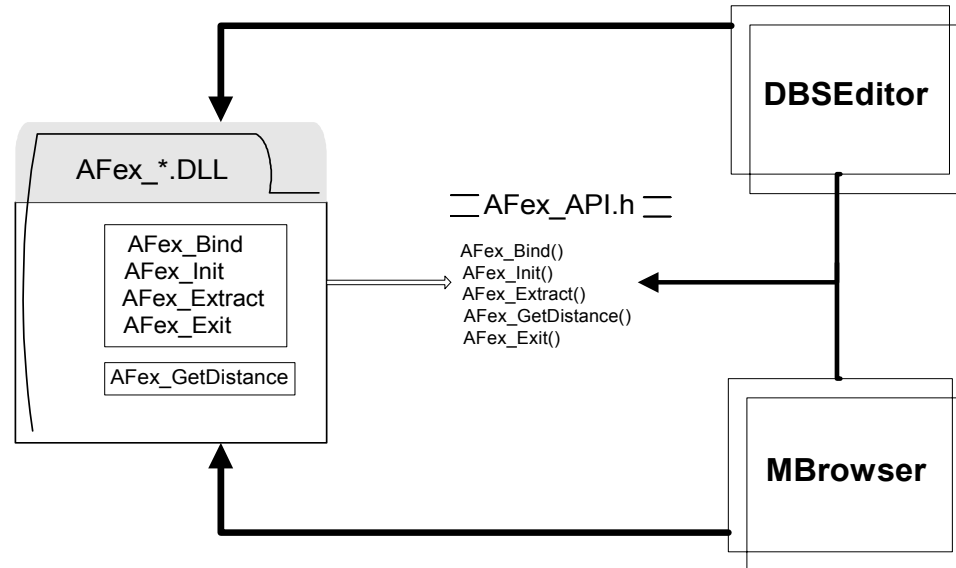 DBSEditor
AFex_*.DLL
AFex_Bind
AFex_Init
AFex_Extract
AFex_Exit
AFex_GetDistance
AFex_API.h
AFex_Bind()
AFex_Init()
AFex_Extract()
AFex_GetDistance()
AFex_Exit()
MBrowser